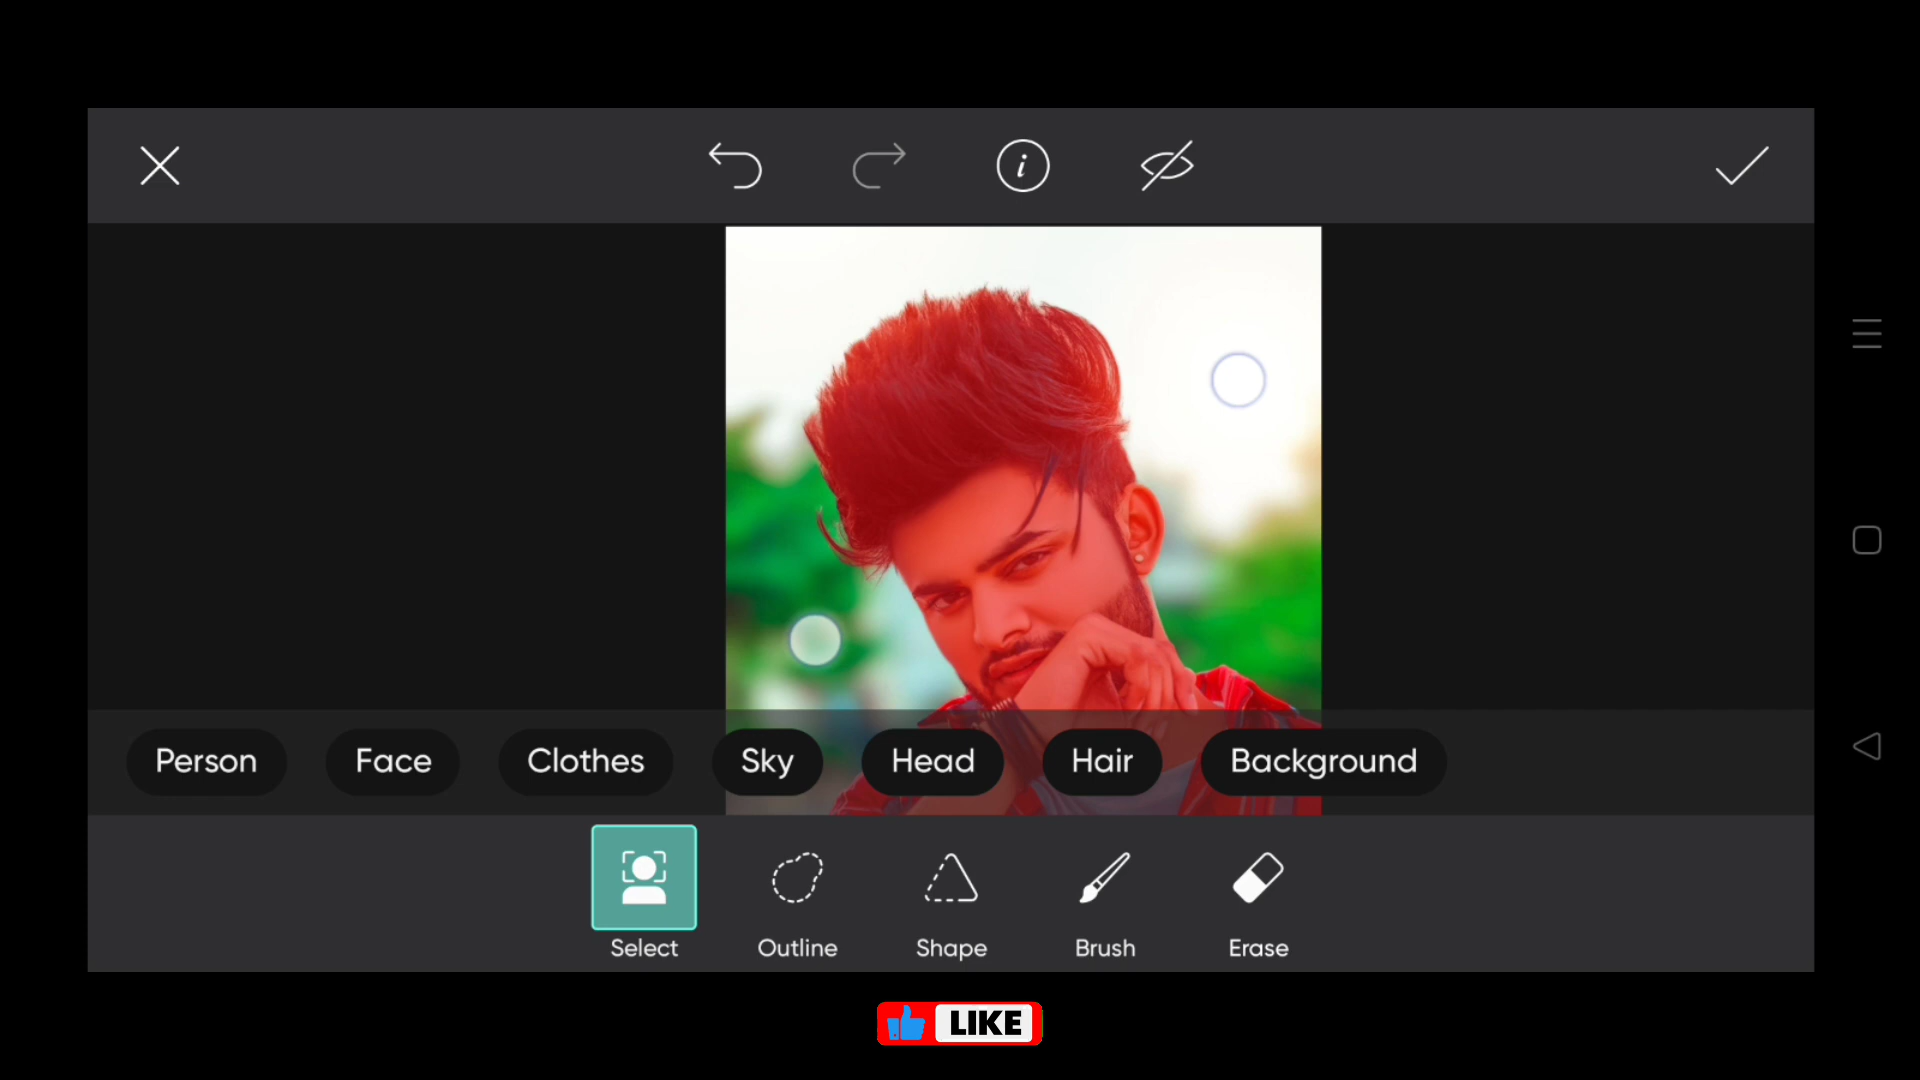 i
Person Face Clothes Sky Head Hair Background
Select Outline Shape Brush Erase
LIKE